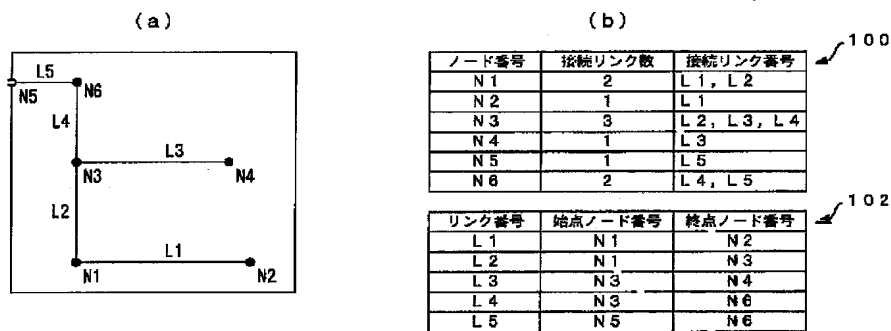 (a)
L5
N5
N6
L4
L3
N3
N4
L2
L1
N1
N2
(b)
100
ノード番号 接続リンク数 接続リンク番号
N1 2 L1, L2
N2 1 L1
N3 3 L2, L3, L4
N4 1 L3
N5 1 L5
N6 2 L4, L5
102
リンク番号 始点ノード番号 終点ノード番号
L1 N1 N2
L2 N1 N3
L3 N3 N4
L4 N3 N6
L5 N5 N6